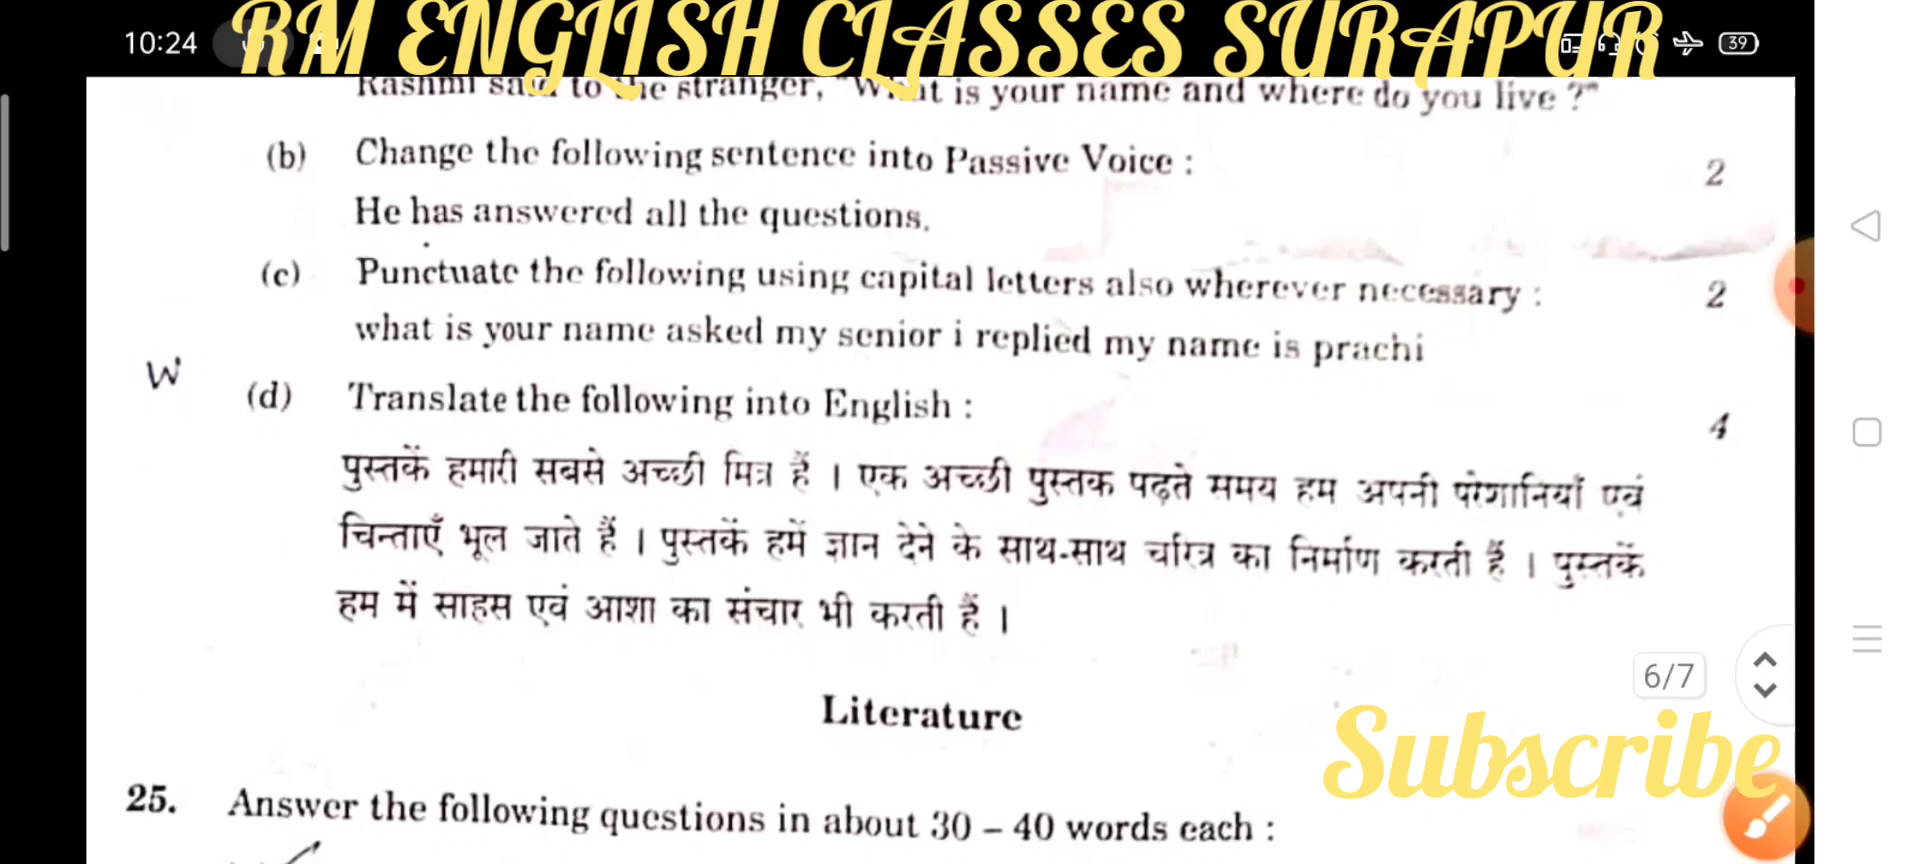 RM ENGLISH CLASSES SURAPUR
10:24
39
Rashmi said to the stranger, "What is your name and where do you live ?"
(b) Change the following sentence into Passive Voice : 2
He has answered all the questions.
(c) Punctuate the following using capital letters also wherever necessary : 2
what is your name asked my senior i replied my name is prachi
W
(d) Translate the following into English : 4
पुस्तकें हमारी सबसे अच्छी मित्र हैं । एक अच्छी पुस्तक पढ़ते समय हम अपनी परेशानियाँ एवं
चिन्ताएँ भूल जाते हैं । पुस्तकें हमें ज्ञान देने के साथ-साथ चरित्र का निर्माण करती हैं । पुस्तकें
हम में साहस एवं आशा का संचार भी करती हैं ।
6/7
Literature
Subscribe
25. Answer the following questions in about 30 – 40 words each :